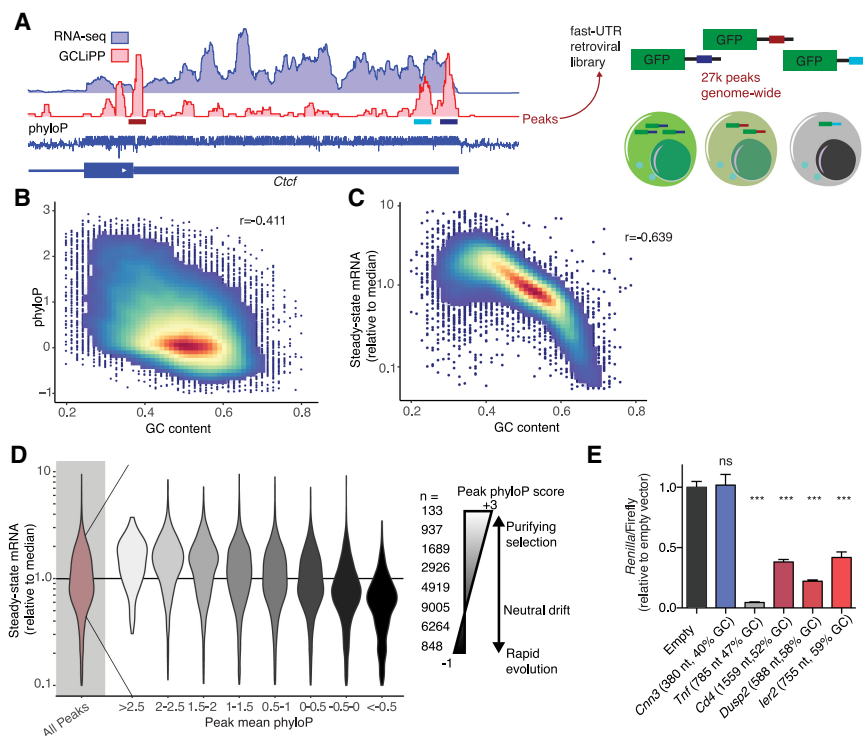 A
RNA-seq
GCLiPP
phyloP
Ctcf
Peaks
fast-UTR
retroviral
library
GFP
GFP
GFP
27k peaks
genome-wide
B
r=-0.411
phyloP
3
2
1
0
−1
0.2
0.4
0.6
0.8
GC content
C
r=-0.639
Steady-state mRNA
(relative to median)
10
1.0
0.1
0.2
0.4
0.6
0.8
GC content
D
Steady-state mRNA
(relative to median)
10
1.0
0.1
All Peaks
>2.5
2-2.5
1.5-2
1-1.5
0.5-1
0-0.5
-0.5-0
<-0.5
Peak mean phyloP
n =
133
937
1689
2926
4919
9005
6264
848
Peak phyloP score
+3
-1
Purifying
selection
Neutral drift
Rapid
evolution
E
Renilla/Firefly
(relative to empty vector)
1.0
0.5
0.0
ns
***
***
***
***
Empty
Cnn3 (380 nt, 40% GC)
Tnf (785 nt 47% GC)
Cd4 (1559 nt,52% GC)
Dusp2 (588 nt,58% GC)
Ier2 (755 nt, 59% GC)